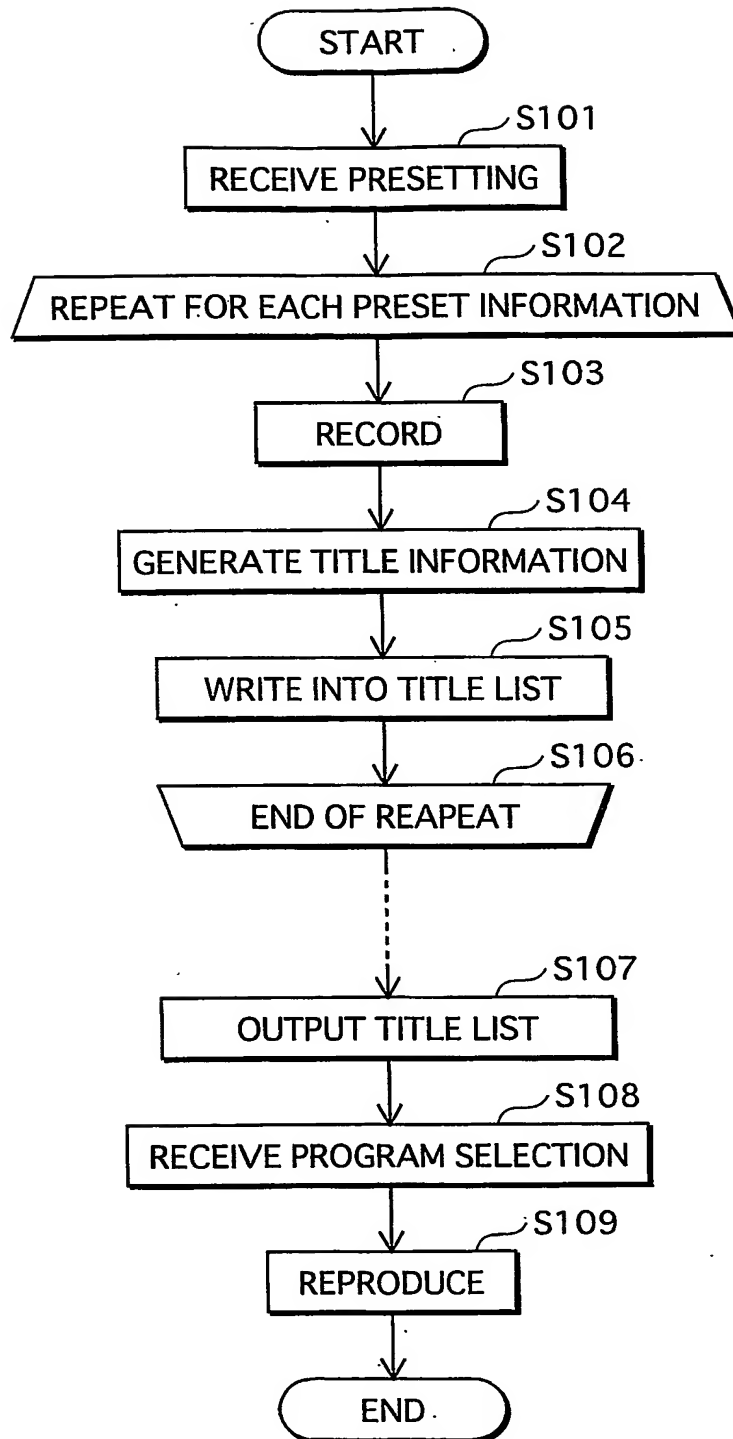 START
S101
RECEIVE PRESETTING
S102
REPEAT FOR EACH PRESET INFORMATION
S103
RECORD
S104
GENERATE TITLE INFORMATION
S105
WRITE INTO TITLE LIST
S106
END OF REAPEAT
S107
OUTPUT TITLE LIST
S108
RECEIVE PROGRAM SELECTION
S109
REPRODUCE
END